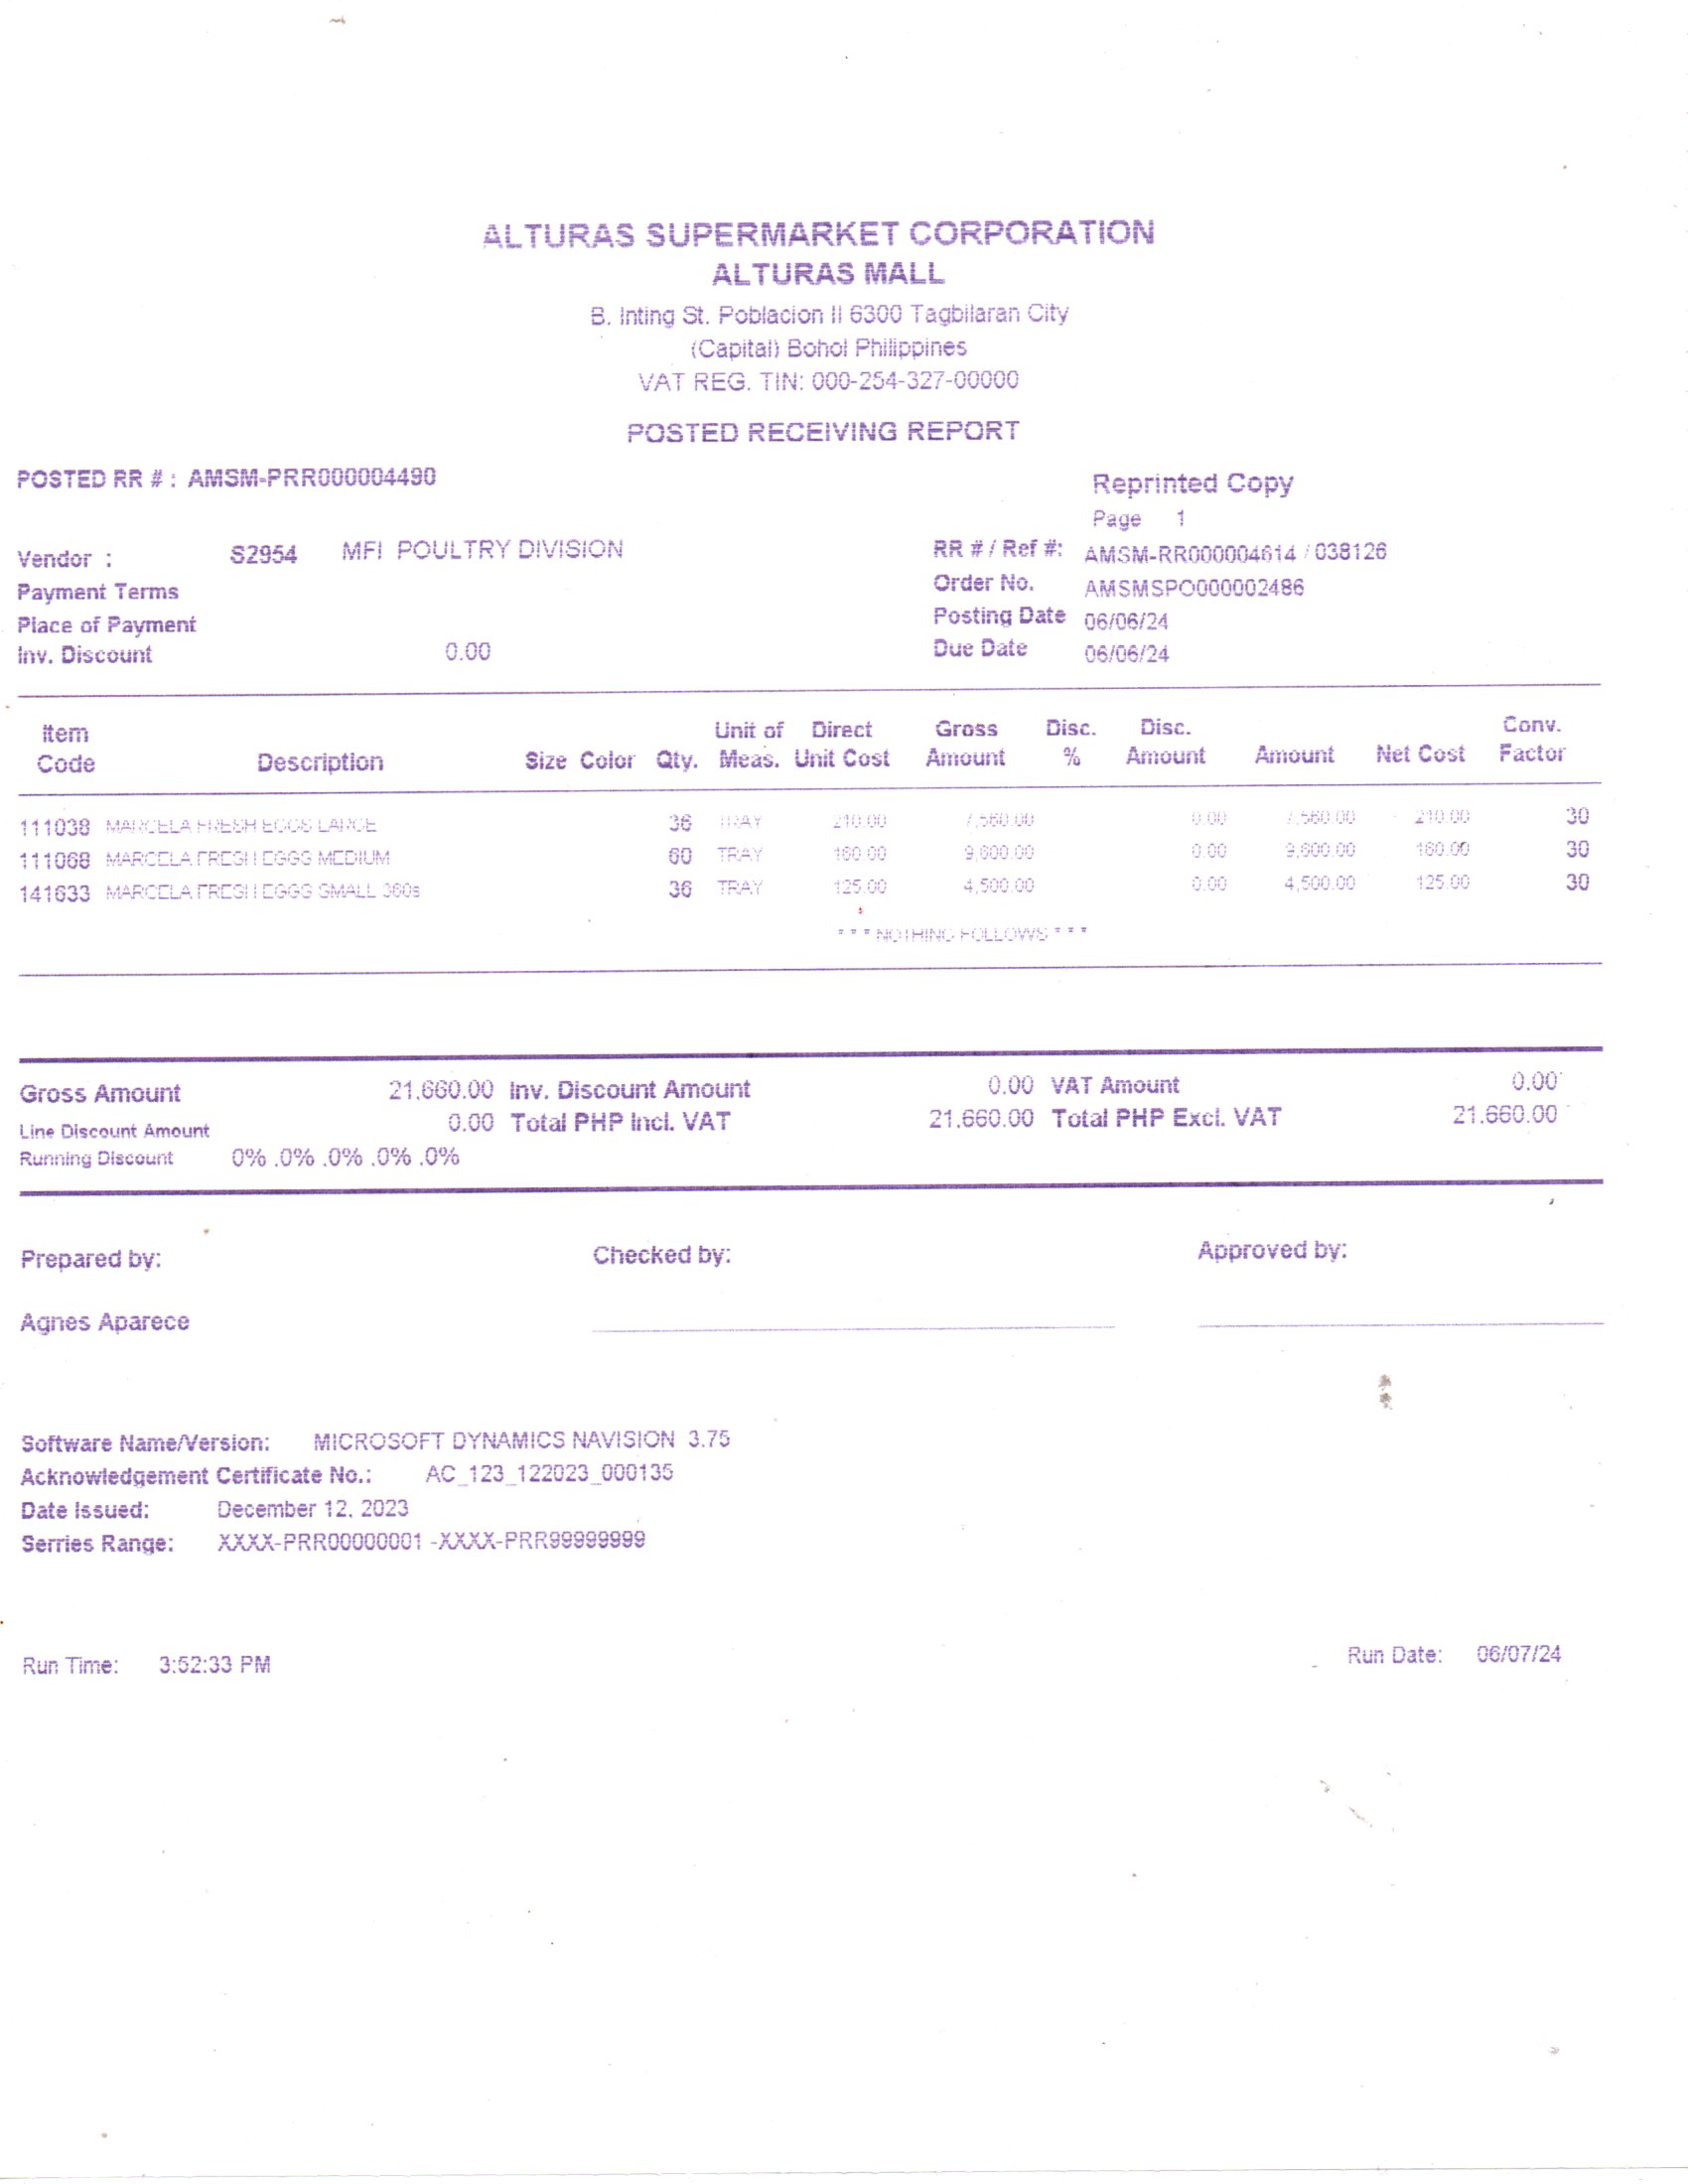 ALTURAS SUPERMARKET CORPORATION
ALTURAS MALL
B. Inting St. Poblacion II 6300 Tagbilaran City
(Capital) Bohol Philippines
VAT REG. TIN: 000-254-327-00000
POSTED RECEIVING REPORT
POSTED RR # : AMSM-PRR000004490
Reprinted Copy
Page 1
Vendor : S2954 MFI POULTRY DIVISION RR # / Ref #: AMSM-RR000004614 / 038126
Payment Terms Order No. AMSMSPO000002486
Place of Payment Posting Date 06/06/24
Inv. Discount 0.00 Due Date 06/06/24
Item Code Description Size Color Qty. Unit of Meas. Direct Unit Cost Gross Amount Disc. % Disc. Amount Amount Net Cost Conv. Factor
111038 MARCELA FRESH EGGS LARGE 36 TRAY 210.00 7,560.00 0.00 7,560.00 210.00 30
111068 MARCELA FRESH EGGS MEDIUM 60 TRAY 160.00 9,600.00 0.00 9,600.00 160.00 30
141633 MARCELA FRESH EGGS SMALL 360s 36 TRAY 125.00 4,500.00 0.00 4,500.00 125.00 30
* * * NOTHING FOLLOWS * * *
Gross Amount 21,660.00 Inv. Discount Amount 0.00 VAT Amount 0.00
Line Discount Amount 0.00 Total PHP Incl. VAT 21,660.00 Total PHP Excl. VAT 21,660.00
Running Discount 0% .0% .0% .0% .0%
Prepared by: Checked by: Approved by:
Agnes Aparece
Software Name/Version: MICROSOFT DYNAMICS NAVISION 3.75
Acknowledgement Certificate No.: AC_123_122023_000135
Date Issued: December 12, 2023
Serries Range: XXXX-PRR00000001 -XXXX-PRR99999999
Run Time: 3:52:33 PM Run Date: 06/07/24